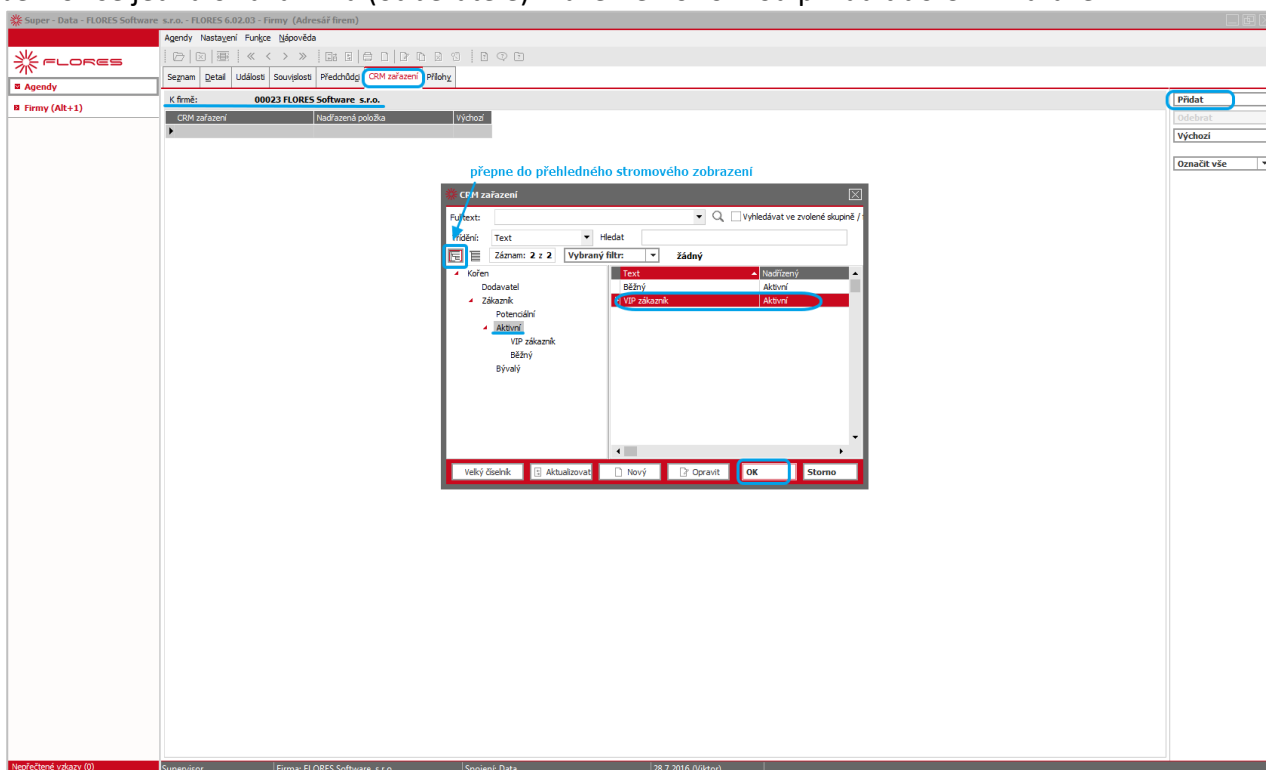 Super - Data - FLORES Software s.r.o. - FLORES 6.02.03 - Firmy (Adresář firem)
Agendy Nastavení Funkce Nápověda
FLORES
Seznam Detail Události Souvislosti Předchůdci CRM zařazení Přílohy
Agendy
K firmě: 00023 FLORES Software s.r.o.
Přidat
Firmy (Alt+1)
CRM zařazení Nadřazená položka Výchozí
Odebrat
Výchozi
Označit vše
přepne do přehledného stromového zobrazení
CRM zařazení
Fulltext: Vyhledávat ve zvolené skupině /
Třídění: Text Hledat
Záznam: 2 z 2 Vybraný filtr: žádný
Kořen
Text Nadřízený
Dodavatel
Běžný Aktivní
Zákazník
VIP zákazník Aktivní
Potenciální
Aktivní
VIP zákazník
Běžný
Bývalý
Velký číselník Aktualizovat Nový Opravit OK Storno
Nepřečtené vzkazy (0) Supervisor Firma: FLORES Software s.r.o. Spojení: Data 28.7.2016 (Viktor)